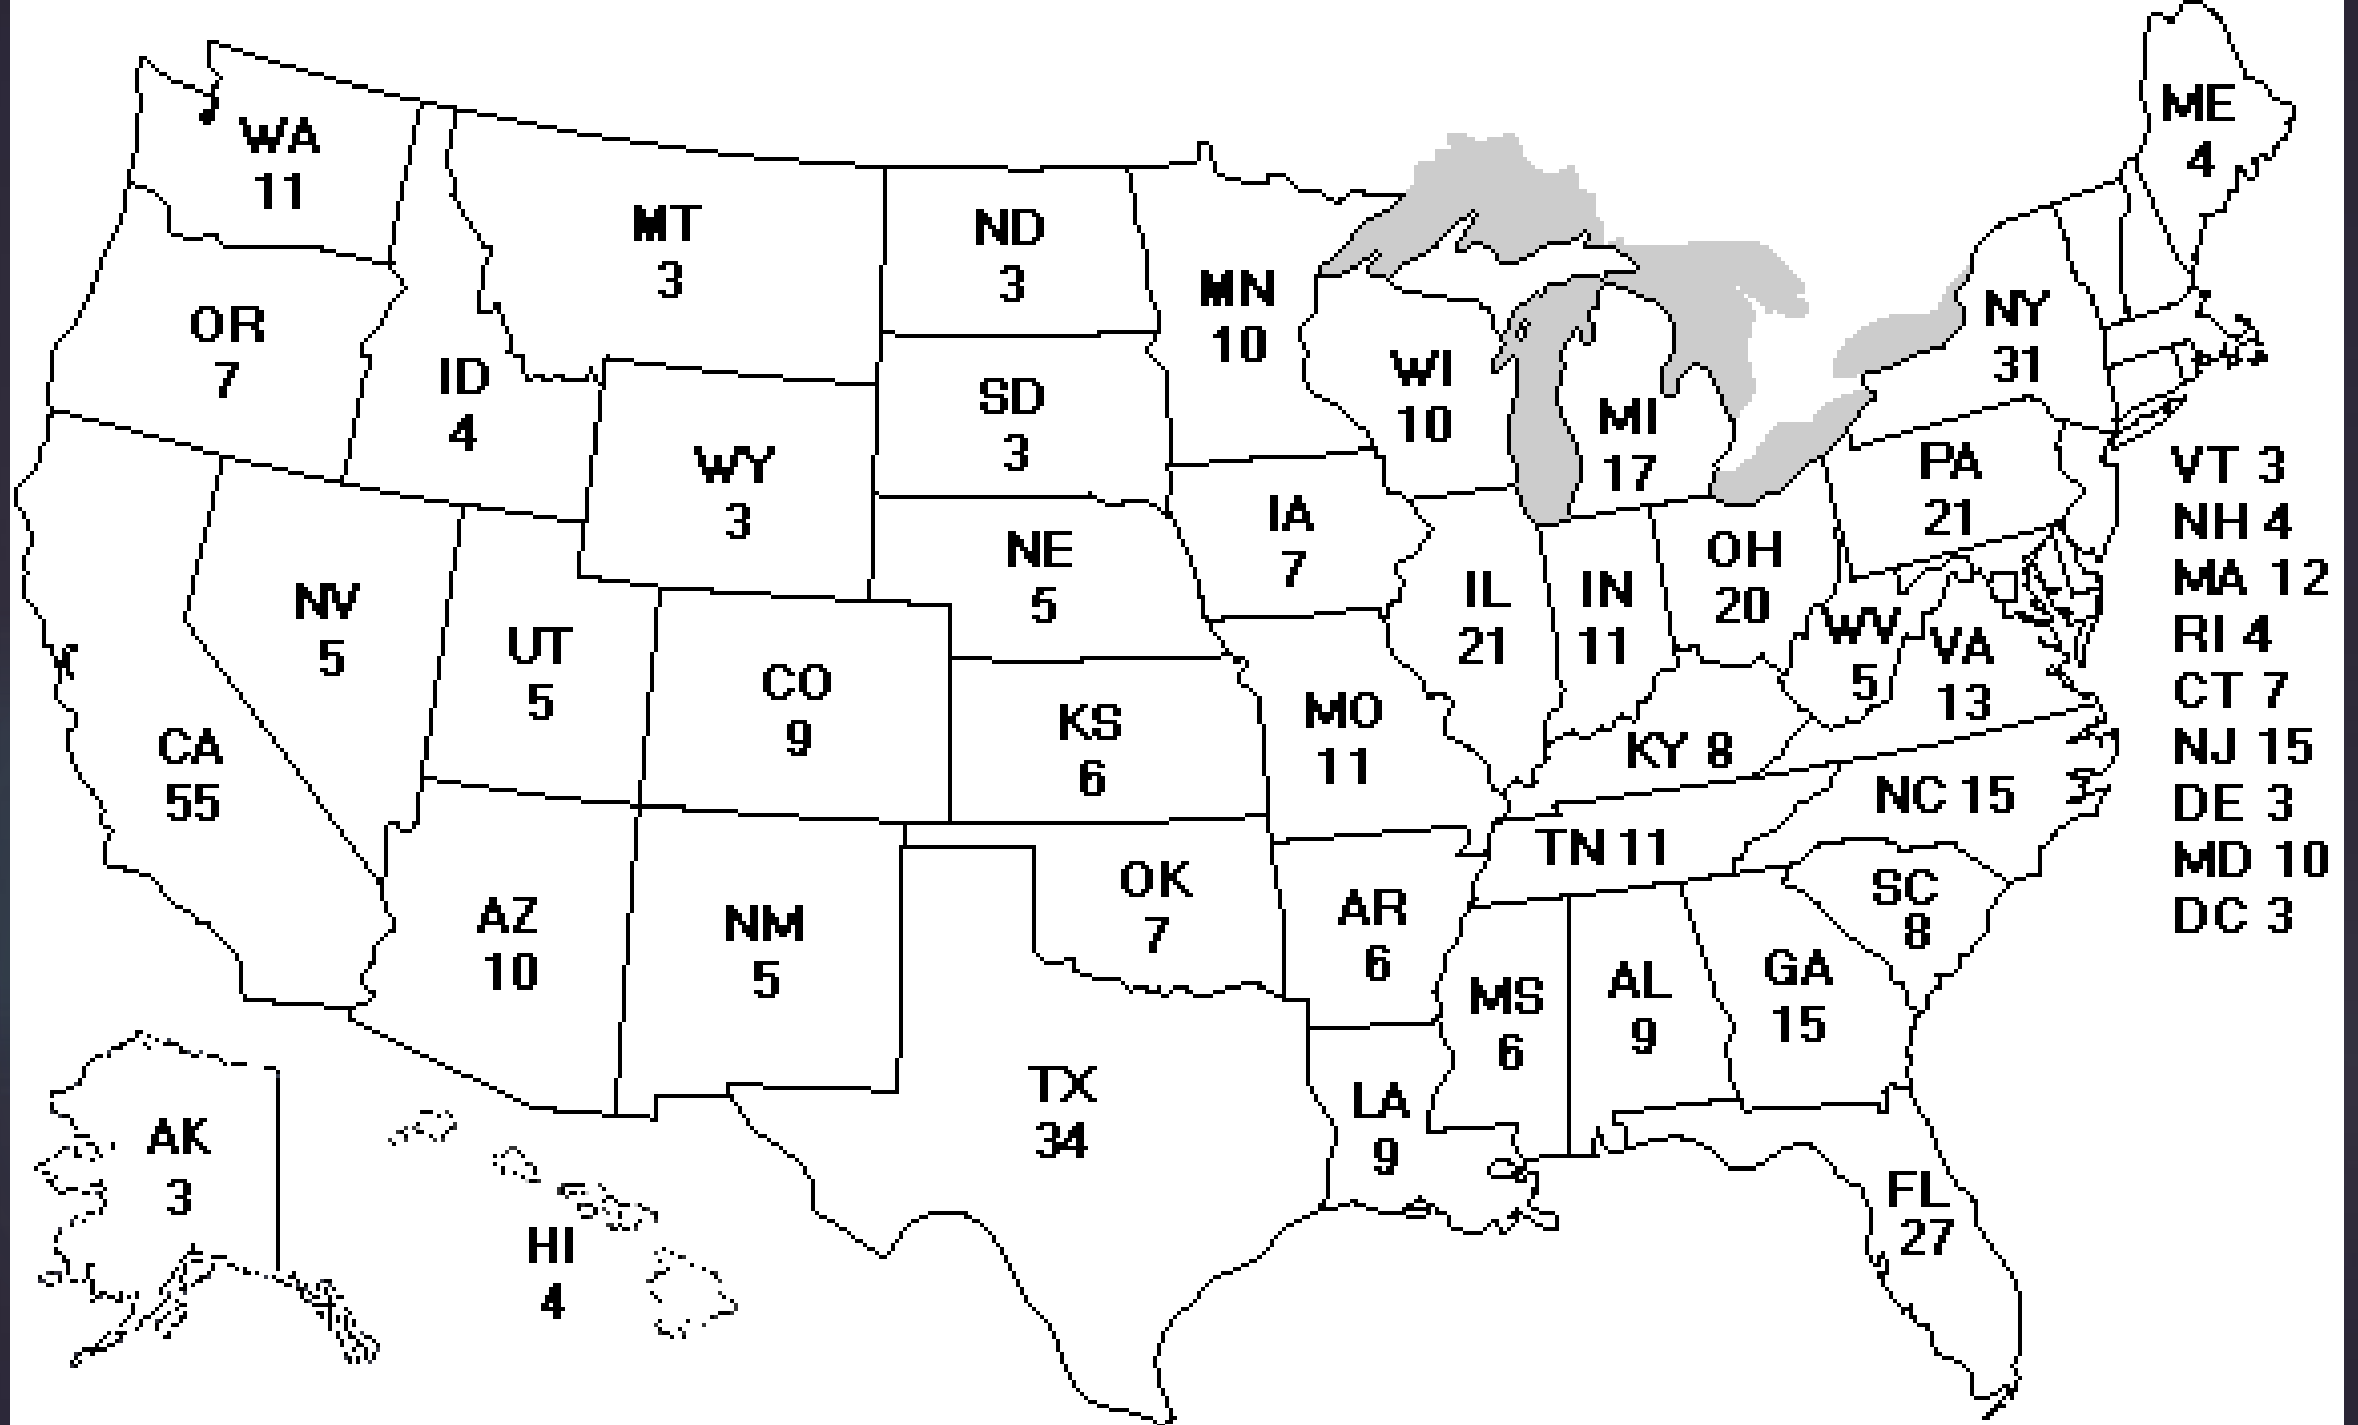 WA
11
OR
7
ID
4
MT
3
ND
3
SD
3
WY
3
NE
5
MN
10
WI
10
MI
17
IA
7
NY
31
ME
4
PA
21
VT 3
NH 4
MA 12
RI 4
CT 7
NJ 15
DE 3
MD 10
DC 3
NV
5
UT
5
CO
9
KS
6
MO
11
IL
21
IN
11
OH
20
WV
5
VA
13
KY 8
NC 15
TN 11
SC
8
CA
55
AZ
10
NM
5
OK
7
AR
6
MS
6
AL
9
GA
15
TX
34
LA
9
FL
27
AK
3
HI
4